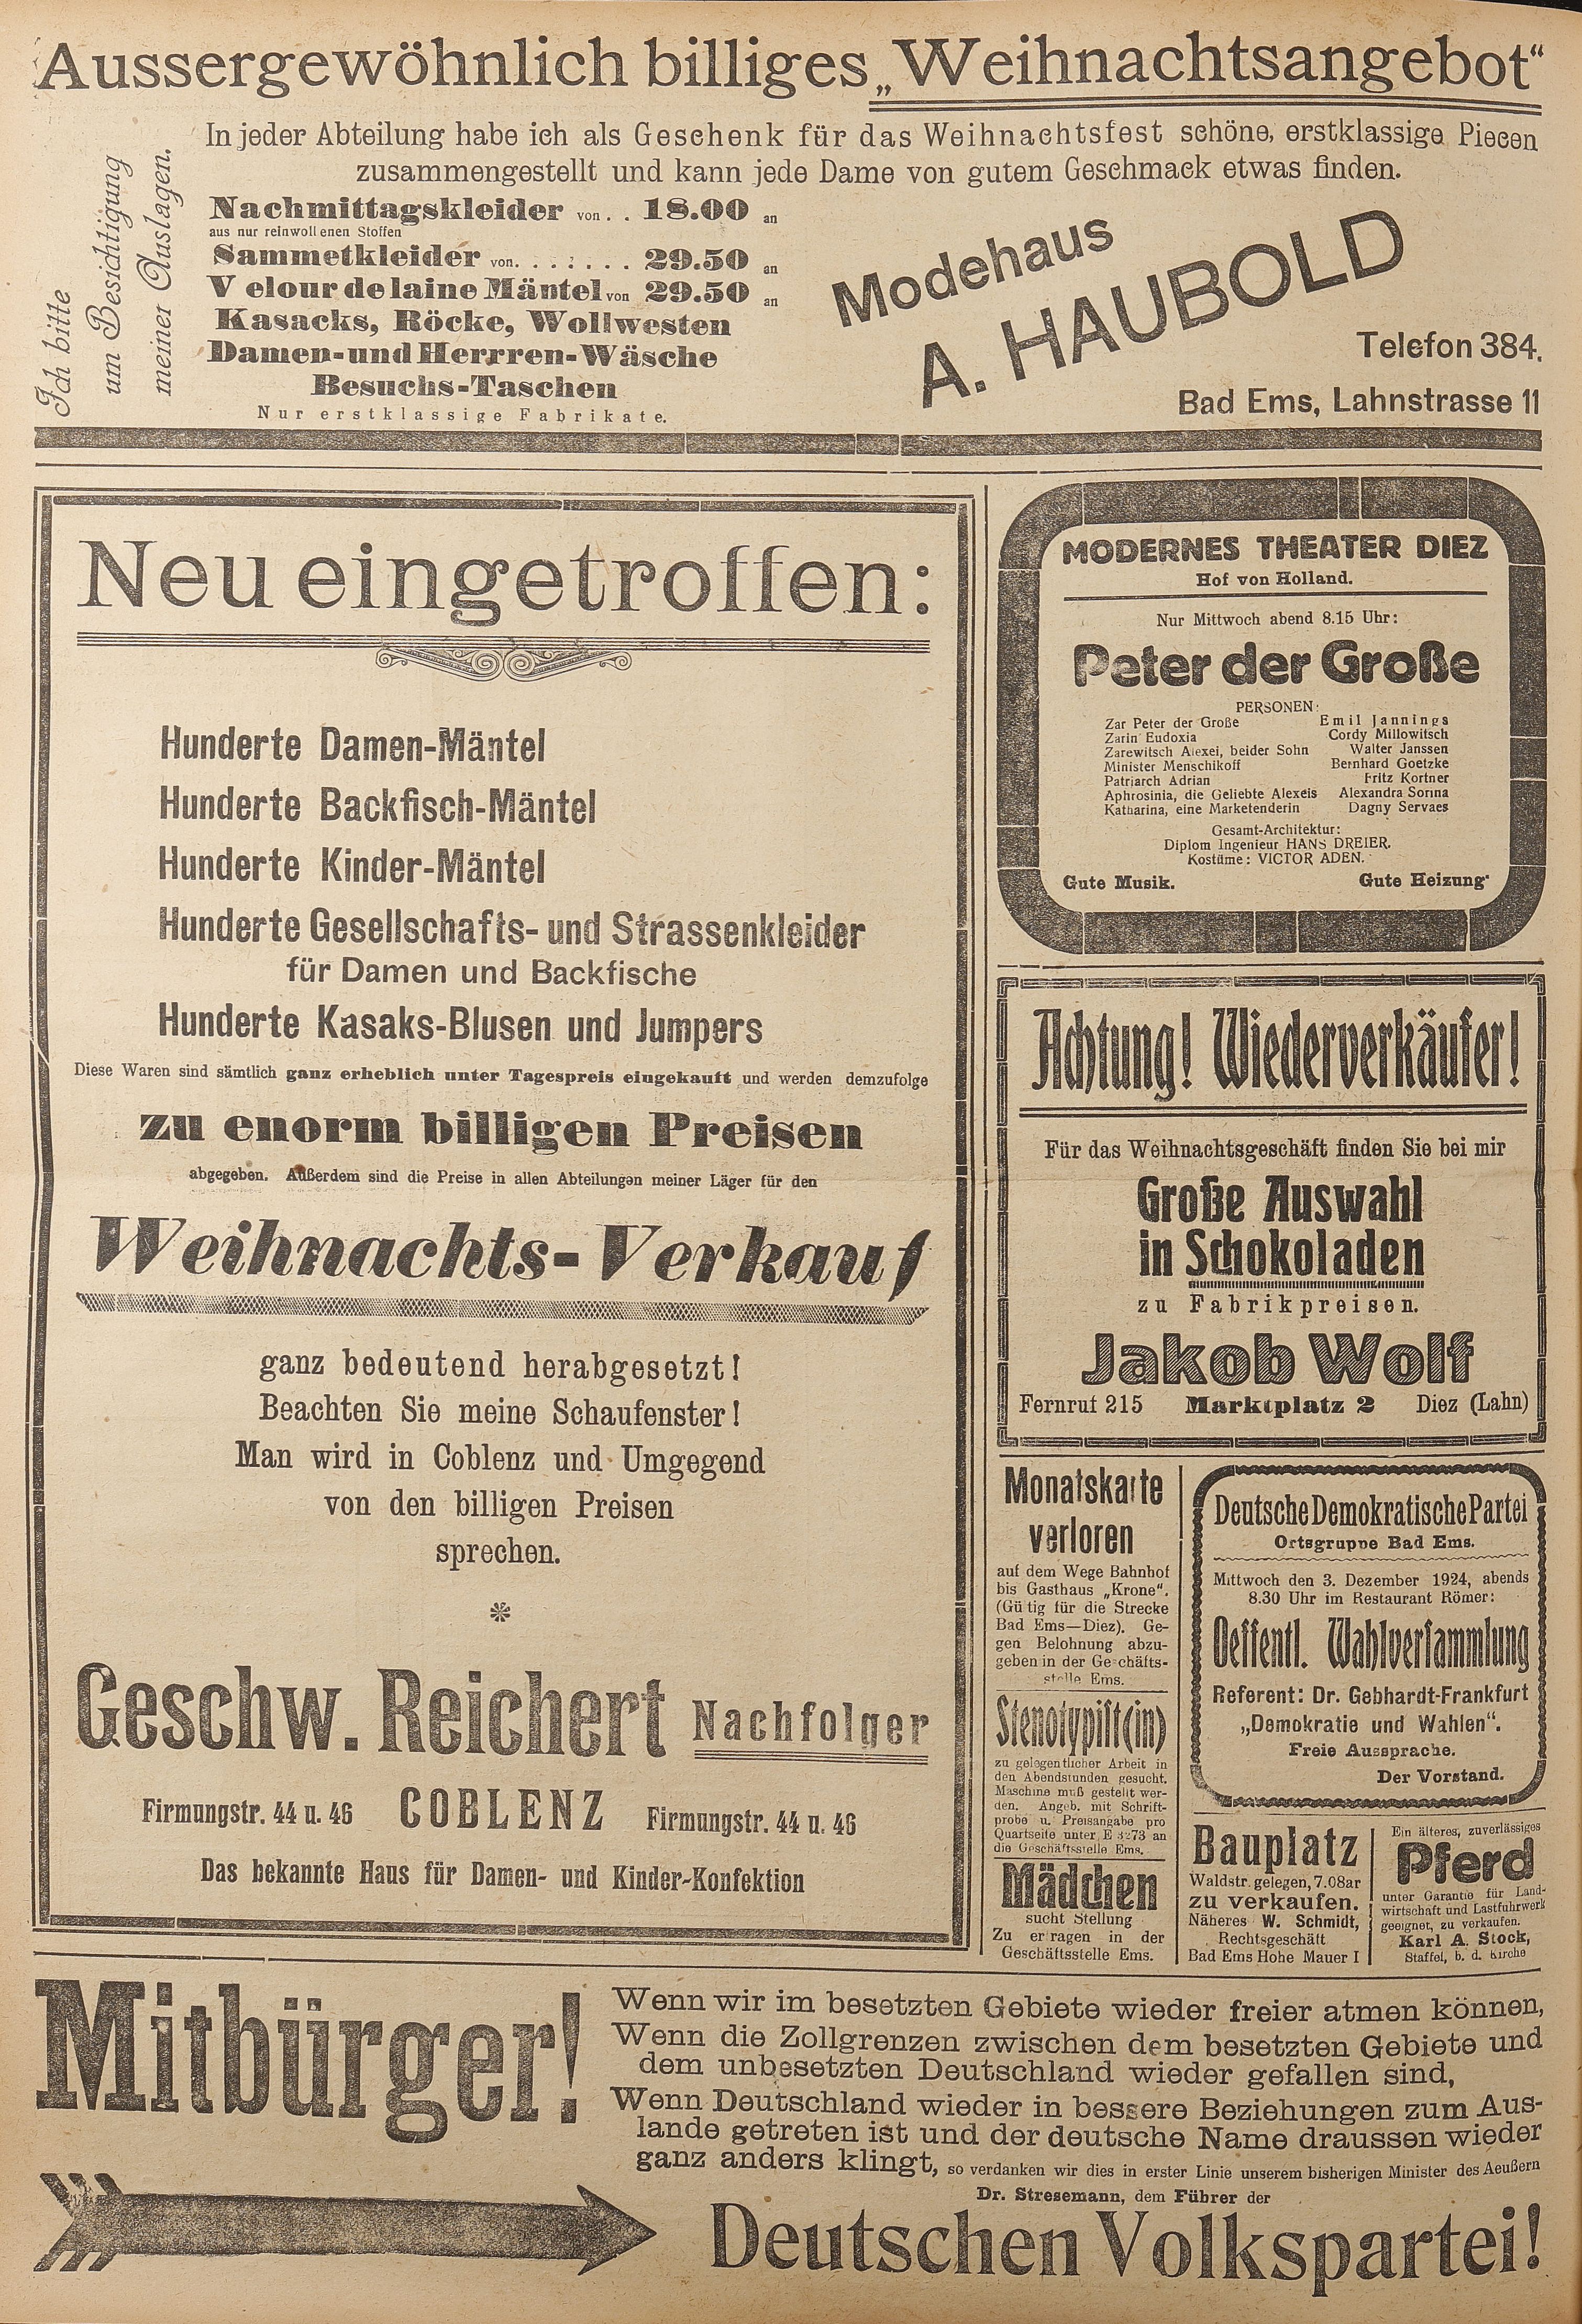 Aussergewöhnlich billiges „Weihnachtsangebot“
In jeder Abteilung habe ich als Geschenk für das Weihnachtsfest schöne, erstklassige Piecen
zusammengestellt und kann jede Dame von gutem Geschmack etwas finden.
Ich bitte
um Besichtigung
meiner Auslagen.
Nachmittagskleider von . . 18.00 an
aus nur reinwollenen Stoffen
Sammetkleider von. . . . : . . . 29.50 an
Velour de laine Mäntel von 29.50 an
Kasacks, Röcke, Wollwesten
Damen- und Herrren-Wäsche
Besuchs-Taschen
Nur erstklassige Fabrikate.
Modehaus
A. HAUBOLD
Telefon 384.
Bad Ems, Lahnstrasse 11
Neu eingetroffen:
Hunderte Damen-Mäntel
Hunderte Backfisch-Mäntel
Hunderte Kinder-Mäntel
Hunderte Gesellschafts- und Strassenkleider
für Damen und Backfische
Hunderte Kasaks-Blusen und Jumpers
Diese Waren sind sämtlich ganz erheblich unter Tagespreis eingekauft und werden demzufolge
zu enorm billigen Preisen
abgegeben. Außerdem sind die Preise in allen Abteilungen meiner Läger für den
Weihnachts-Verkauf
ganz bedeutend herabgesetzt!
Beachten Sie meine Schaufenster!
Man wird in Coblenz und Umgegend
von den billigen Preisen
sprechen.
Geschw. Reichert Nachfolger
Firmungstr. 44 u. 46 COBLENZ Firmungstr. 44 u. 46
Das bekannte Haus für Damen- und Kinder-Konfektion
MODERNES THEATER DIEZ
Hof von Holland.
Nur Mittwoch abend 8.15 Uhr:
Peter der Große
PERSONEN:
Zar Peter der Große Emil Jannings
Zarin Eudoxia Cordy Millowitsch
Zarewitsch Alexei, beider Sohn Walter Janssen
Minister Menschikoff Bernhard Goetzke
Patriarch Adrian Fritz Kortner
Aphrosinia, die Geliebte Alexeis Alexandra Sorina
Katharina, eine Marketenderin Dagny Servaes
Gesamt-Architektur:
Diplom Ingenieur HANS DREIER.
Kostüme: VICTOR ADEN.
Gute Musik. Gute Heizung
Achtung! Wiederverkäufer!
Für das Weihnachtsgeschäft finden Sie bei mir
Große Auswahl
in Schokoladen
zu Fabrikpreisen.
Jakob Wolf
Fernruf 215 Marktplatz 2 Diez (Lahn)
Monatskarte
verloren
auf dem Wege Bahnhof
bis Gasthaus „Krone“.
(Gü tig für die Strecke
Bad Ems—Diez). Ge-
gen Belohnung abzu-
geben in der Geschäfts-
stelle Ems.
Stenotypist(in)
zu gelegentlicher Arbeit in
den Abendstunden gesucht.
Maschine muß gestellt wer-
den. Angeb. mit Schrift-
probe u. Preisangabe pro
Quartseite unter E 3273 an
die Geschäftsstelle Ems.
Mädchen
sucht Stellung
Zu erfragen in der
Geschäftsstelle Ems.
Deutsche Demokratische Partei
Ortsgruppe Bad Ems.
Mittwoch den 3. Dezember 1924, abends
8.30 Uhr im Restaurant Römer:
Oeffentl. Wahlversammlung
Referent: Dr. Gebhardt-Frankfurt
„Demokratie und Wahlen“.
Freie Aussprache.
Der Vorstand.
Bauplatz
Waldstr. gelegen, 7.08ar
zu verkaufen.
Näheres W. Schmidt,
Rechtsgeschäft
Bad Ems Hohe Mauer I
Ein älteres, zuverlässiges
Pferd
unter Garantie für Land-
wirtschaft und Lastfuhrwerk
geeignet, zu verkaufen.
Karl A. Stock,
Staffel, b. d. Kirche
Mitbürger!
Wenn wir im besetzten Gebiete wieder freier atmen können,
Wenn die Zollgrenzen zwischen dem besetzten Gebiete und
dem unbesetzten Deutschland wieder gefallen sind,
Wenn Deutschland wieder in bessere Beziehungen zum Aus-
lande getreten ist und der deutsche Name draussen wieder
ganz anders klingt, so verdanken wir dies in erster Linie unserem bisherigen Minister des Aeußern
Dr. Stresemann, dem Führer der
Deutschen Volkspartei!